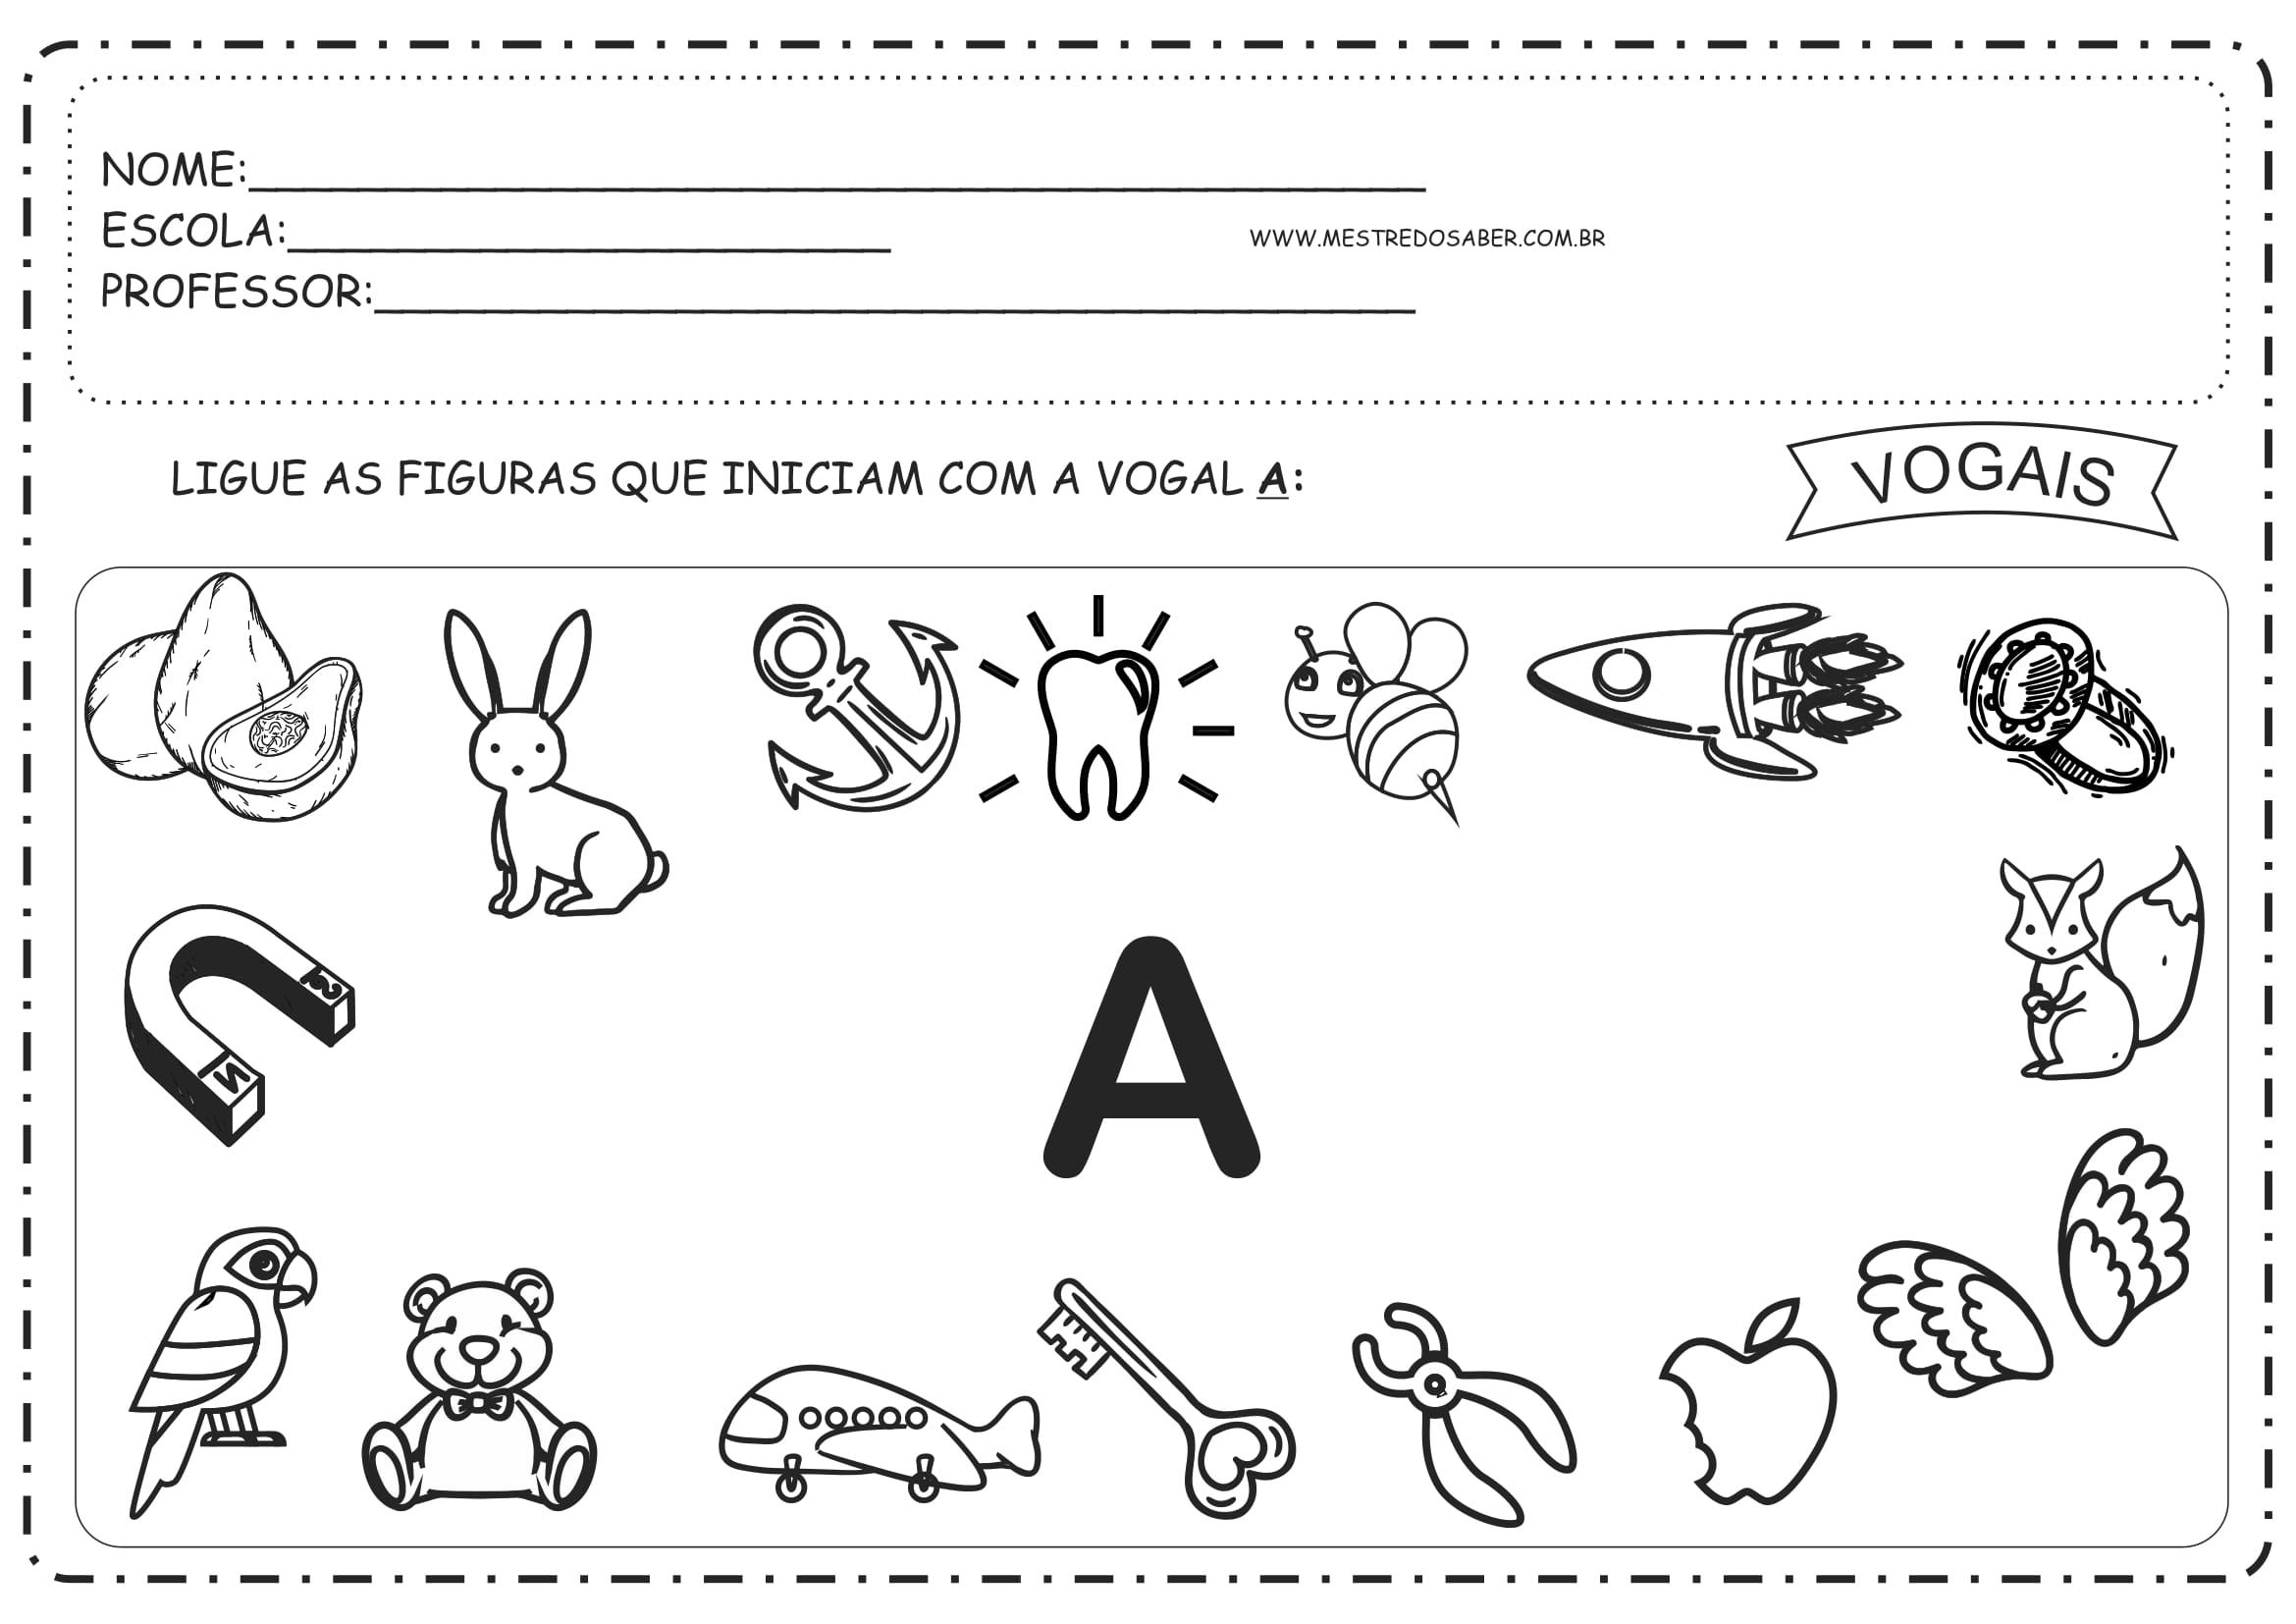 NOME:
ESCOLA:
WWW.MESTREDOSABER.COM.BR
PROFESSOR:
LIGUE AS FIGURAS QUE INICIAM COM A VOGAL A:
VOGAIS
S
N
A